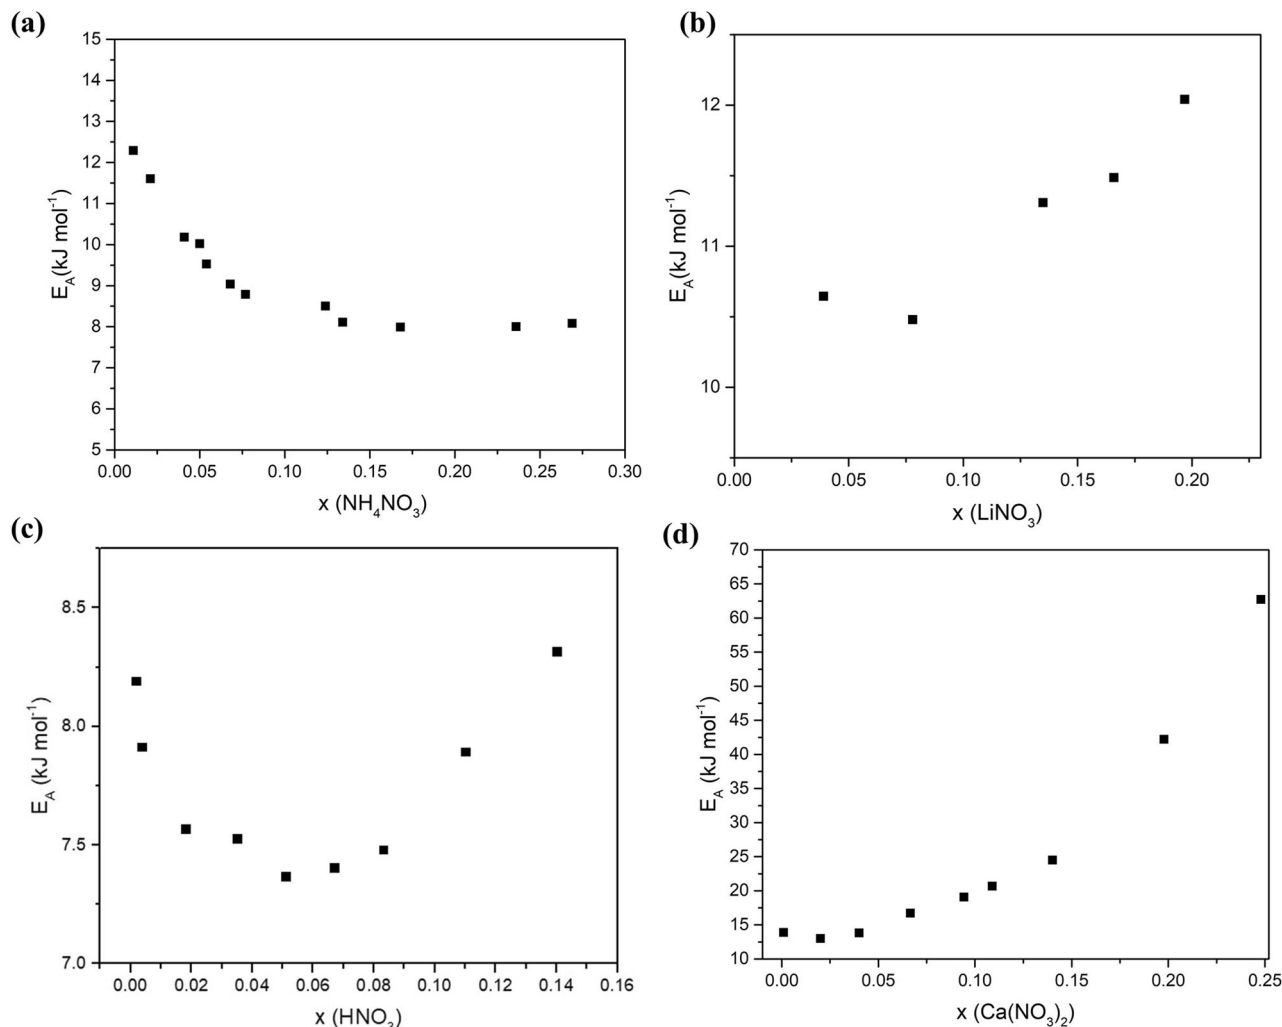 (a)
15
14
13
12
11
10
9
8
7
6
5
E_A(kJ mol⁻¹)
0.00 0.05 0.10 0.15 0.20 0.25 0.30
x (NH₄NO₃)
(b)
12
11
10
E_A(kJ mol⁻¹)
0.00 0.05 0.10 0.15 0.20
x (LiNO₃)
(c)
8.5
8.0
7.5
7.0
E_A (kJ mol⁻¹)
0.00 0.02 0.04 0.06 0.08 0.10 0.12 0.14 0.16
x (HNO₃)
(d)
70
65
60
55
50
45
40
35
30
25
20
15
10
E_A (kJ mol⁻¹)
0.00 0.05 0.10 0.15 0.20 0.25
x (Ca(NO₃)₂)